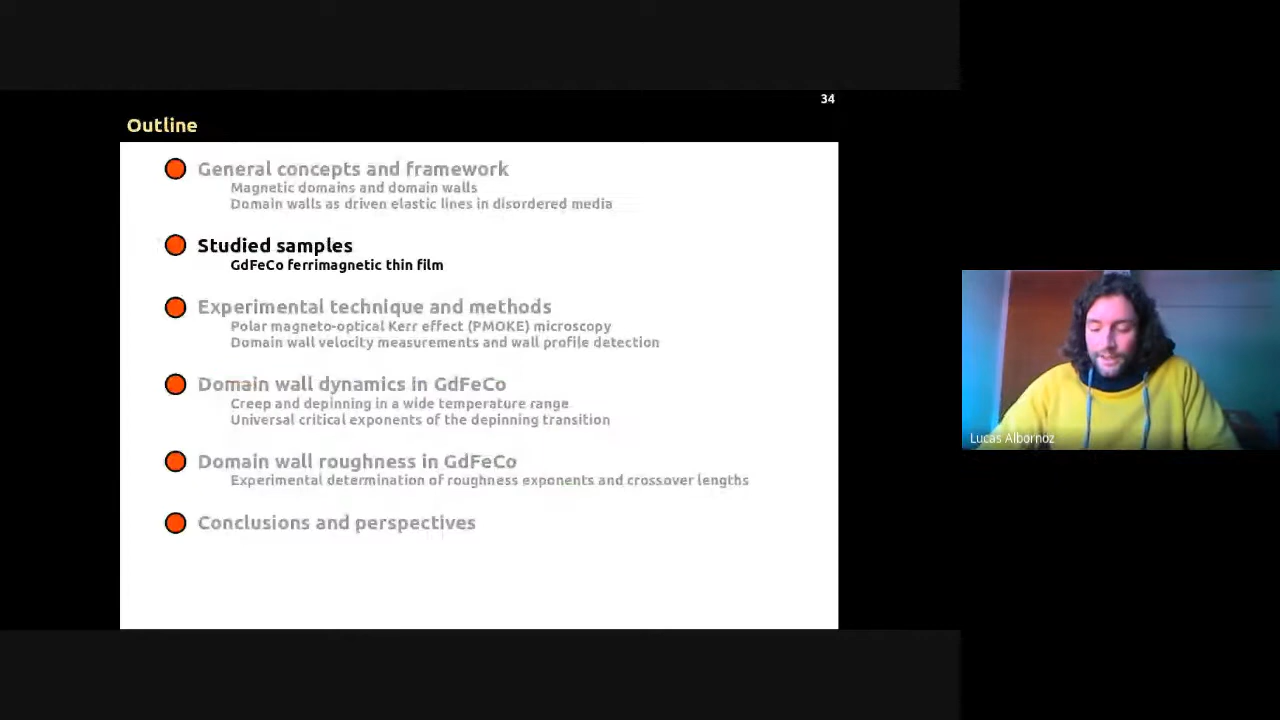 34
Outline
General concepts and framework
Magnetic domains and domain walls
Domain walls as driven elastic lines in disordered media
Studied samples
GdFeCo ferrimagnetic thin film
Experimental technique and methods
Polar magneto-optical Kerr effect (PMOKE) microscopy
Domain wall velocity measurements and wall profile detection
Domain wall dynamics in GdFeCo
Creep and depinning in a wide temperature range
Universal critical exponents of the depinning transition
Domain wall roughness in GdFeCo
Experimental determination of roughness exponents and crossover lengths
Conclusions and perspectives
Lucas Albornoz